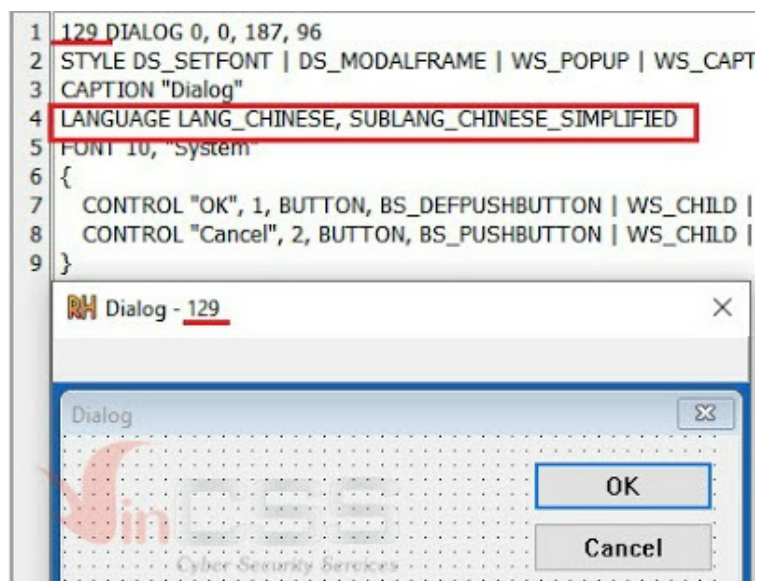 1 129 DIALOG 0, 0, 187, 96
2 STYLE DS_SETFONT | DS_MODALFRAME | WS_POPUP | WS_CAPT
3 CAPTION "Dialog"
4 LANGUAGE LANG_CHINESE, SUBLANG_CHINESE_SIMPLIFIED
5 FONT 10, "System"
6 {
7 CONTROL "OK", 1, BUTTON, BS_DEFPUSHBUTTON | WS_CHILD |
8 CONTROL "Cancel", 2, BUTTON, BS_PUSHBUTTON | WS_CHILD |
9 }
RH Dialog - 129
Dialog
OK
Cancel
VinCSS
Cyber Security Services